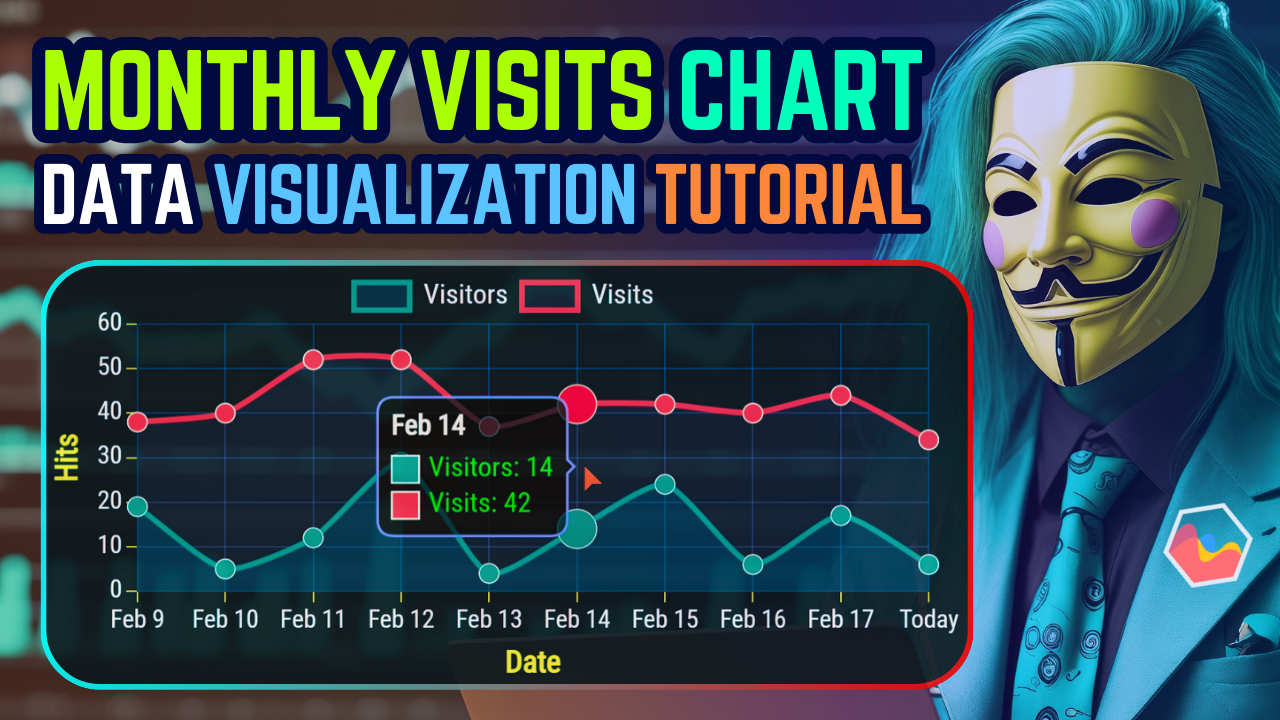 MONTHLY VISITS CHART
DATA VISUALIZATION TUTORIAL
Visitors Visits
60
50
40
30
20
10
0
Hits
Feb 14
Visitors: 14
Visits: 42
Feb 9 Feb 10 Feb 11 Feb 12 Feb 13 Feb 14 Feb 15 Feb 16 Feb 17 Today
Date